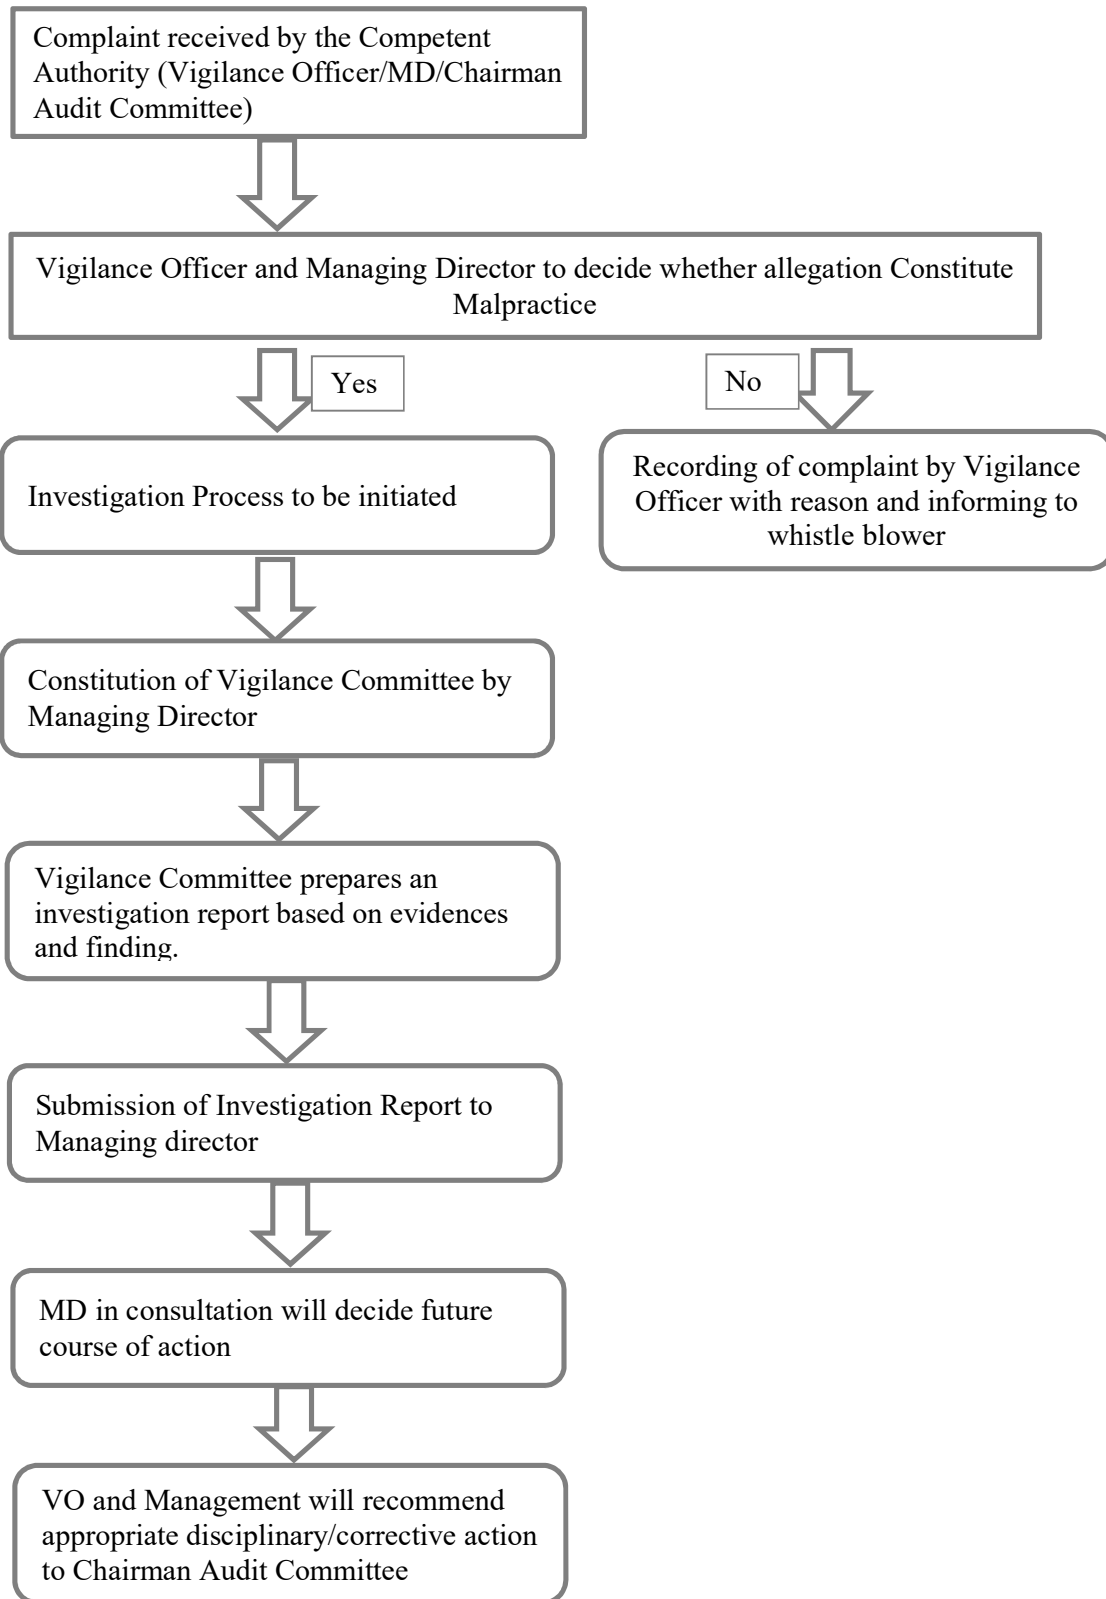 Complaint received by the Competent
Authority (Vigilance Officer/MD/Chairman
Audit Committee)
Vigilance Officer and Managing Director to decide whether allegation Constitute
Malpractice
Yes
No
Investigation Process to be initiated
Recording of complaint by Vigilance
Officer with reason and informing to
whistle blower
Constitution of Vigilance Committee by
Managing Director
Vigilance Committee prepares an
investigation report based on evidences
and finding.
Submission of Investigation Report to
Managing director
MD in consultation will decide future
course of action
VO and Management will recommend
appropriate disciplinary/corrective action
to Chairman Audit Committee